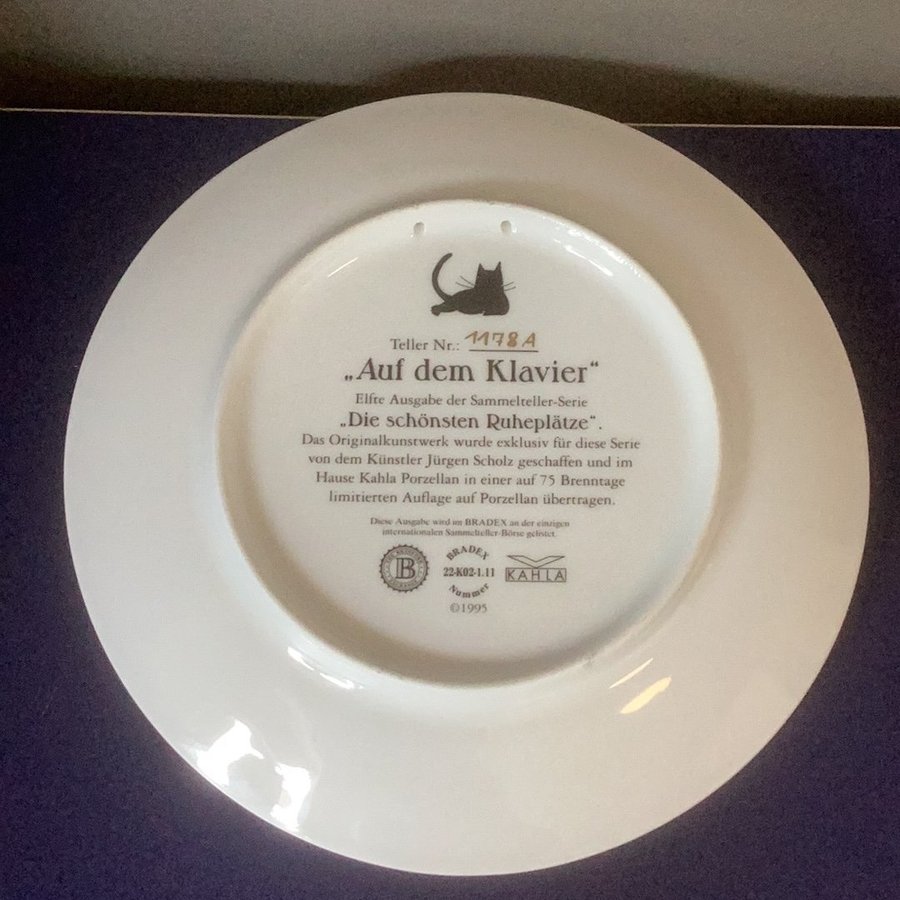 Teller Nr.: 1178 A
„Auf dem Klavier“
Elfte Ausgabe der Sammelteller-Serie
„Die schönsten Ruheplätze“.
Das Originalkunstwerk wurde exklusiv für diese Serie
von dem Künstler Jürgen Scholz geschaffen und im
Hause Kahla Porzellan in einer auf 75 Brenntage
limitierten Auflage auf Porzellan übertragen.
Diese Ausgabe wird im BRADEX an der einzigen
internationalen Sammelteller-Börse gelistet.
B
BRADEX
22-K02-1.11
Nummer
KAHLA
©1995